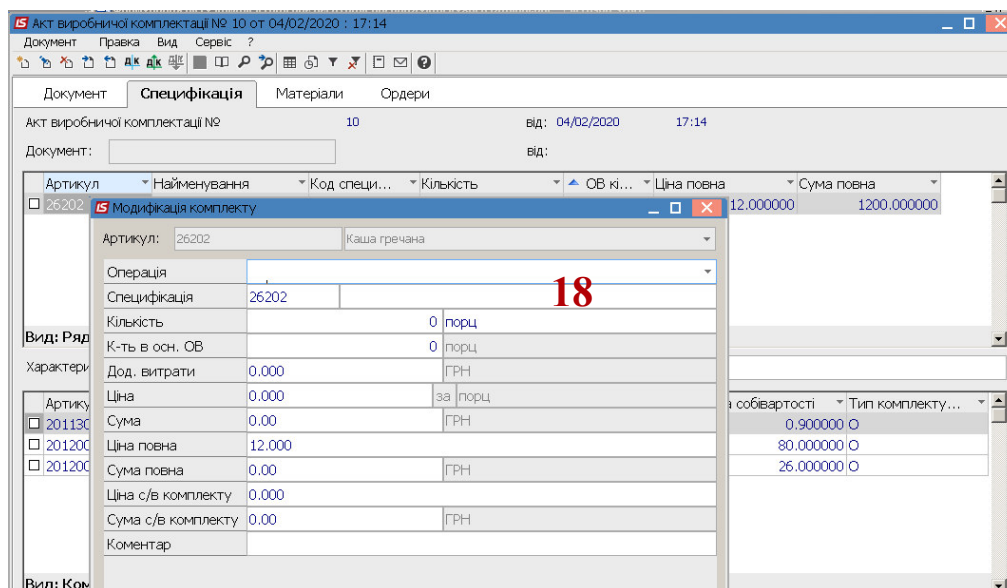 Акт виробничої комплектації № 10 от 04/02/2020 : 17:14
Документ Правка Вид Сервіс ?
Документ Специфікація Матеріали Ордери
Акт виробничої комплектації № 10 від: 04/02/2020 17:14
Документ: від:
Артикул Найменування Код специ... Кількість ОВ кі... Ціна повна Сума повна
26202 12.000000 1200.000000
Модифікація комплекту
Артикул: 26202 Каша гречана
Операція
18
Специфікація 26202
Кількість 0 порц
Вид: Ряд
К-ть в осн. ОВ 0 порц
Характери
Дод. витрати 0.000 ГРН
Ціна 0.000 за порц
Артику собівартості Тип комплекту...
Сума 0.00 ГРН
201130 0.900000 О
Ціна повна 12.000
201200 80.000000 О
Сума повна 0.00 ГРН
201200 26.000000 О
Ціна с/в комплекту 0.000
Сума с/в комплекту 0.00 ГРН
Коментар
Вид: Ком